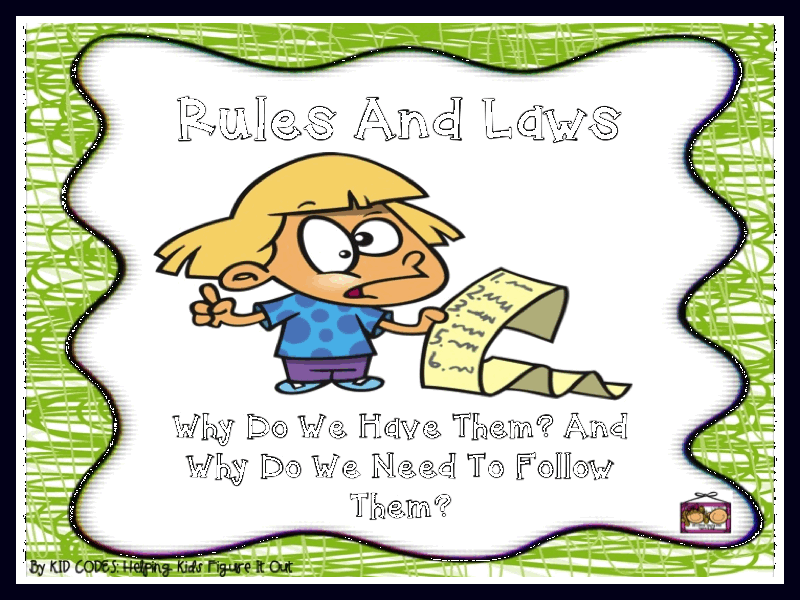 Rules And Laws
1.
2.
3.
5.
6.
Why Do We Have Them? And
Why Do We Need To Follow
Them?
By KID CODES: Helping Kids Figure It Out